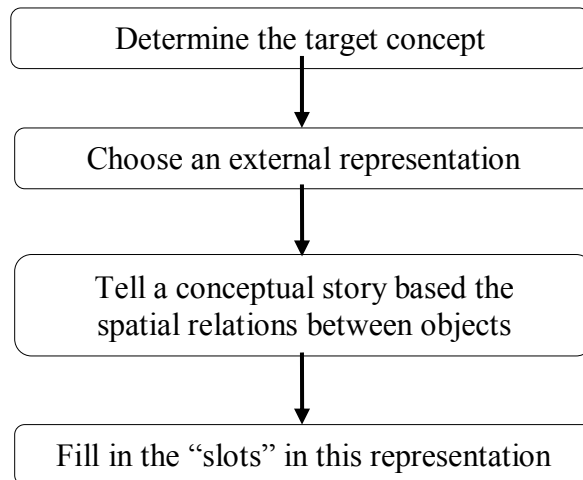 Determine the target concept
Choose an external representation
Tell a conceptual story based the
spatial relations between objects
Fill in the “slots” in this representation